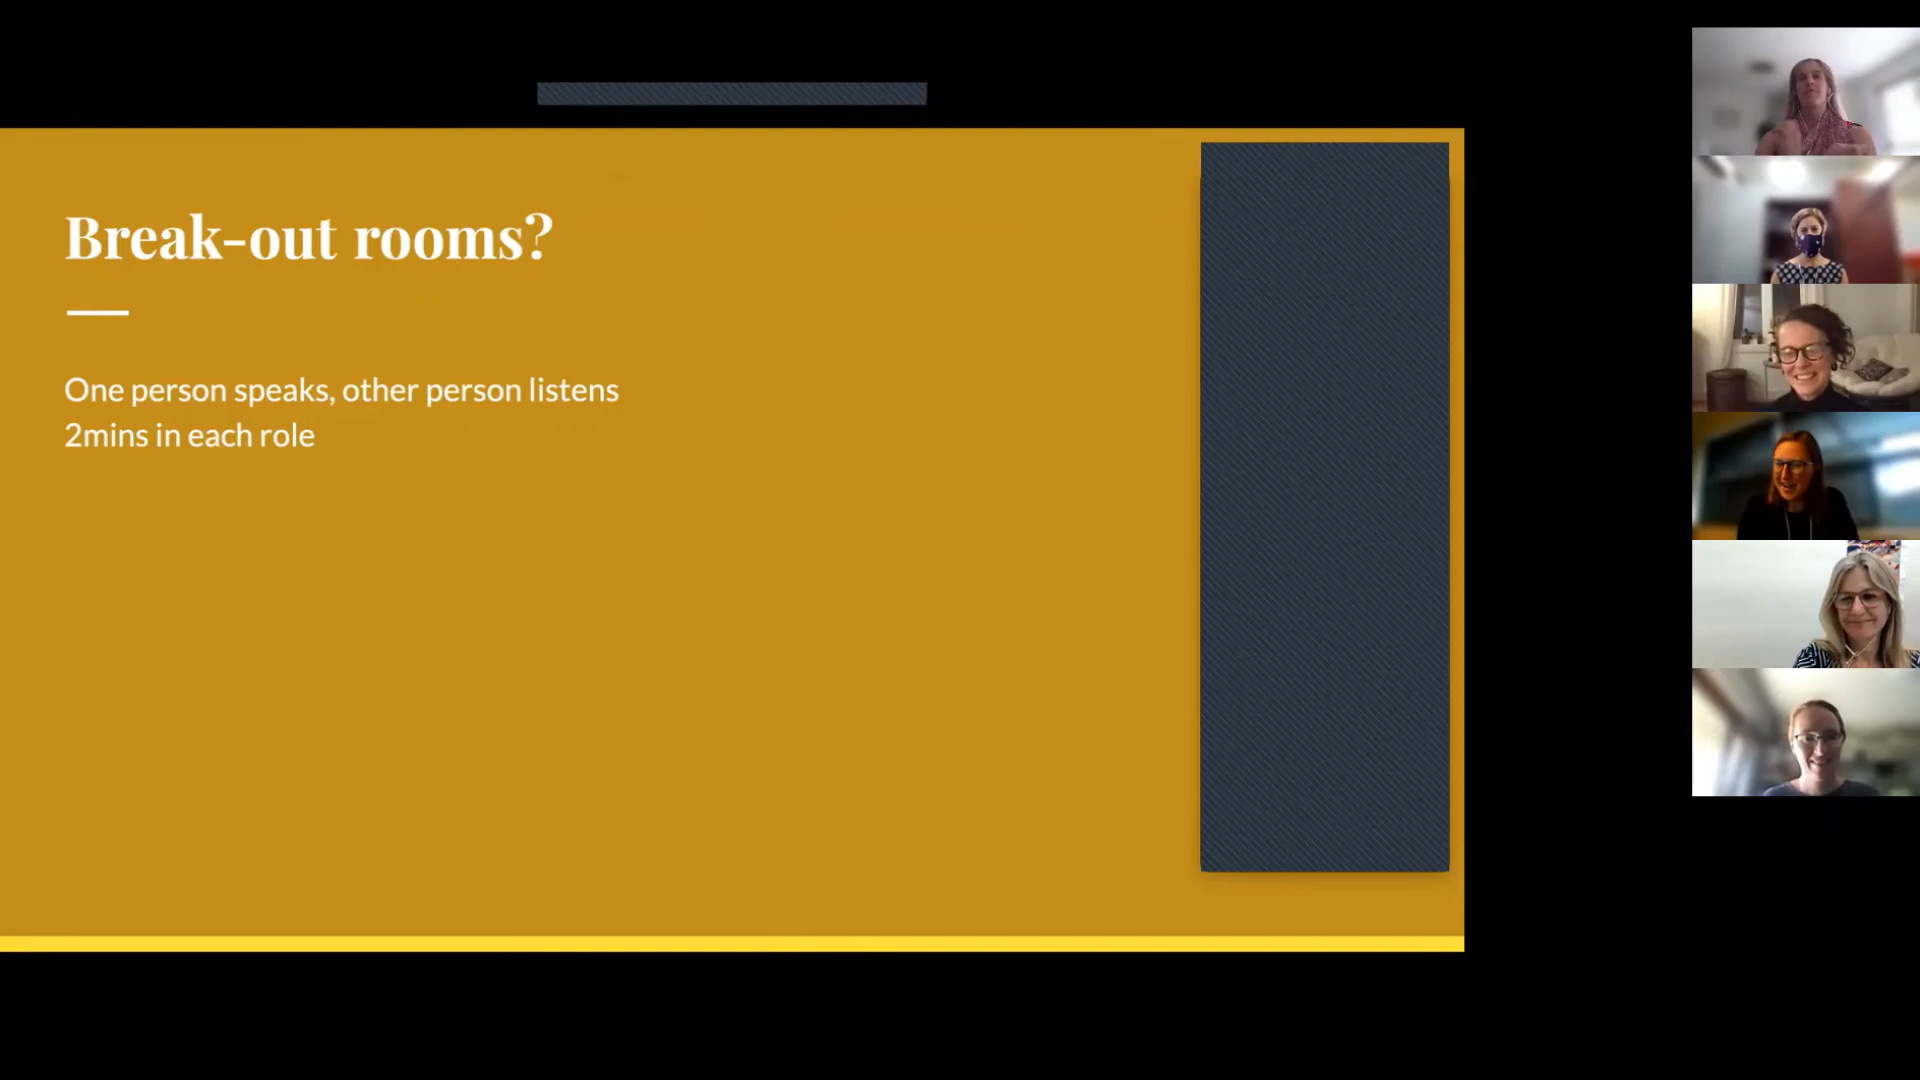 Break-out rooms?
One person speaks, other person listens
2mins in each role